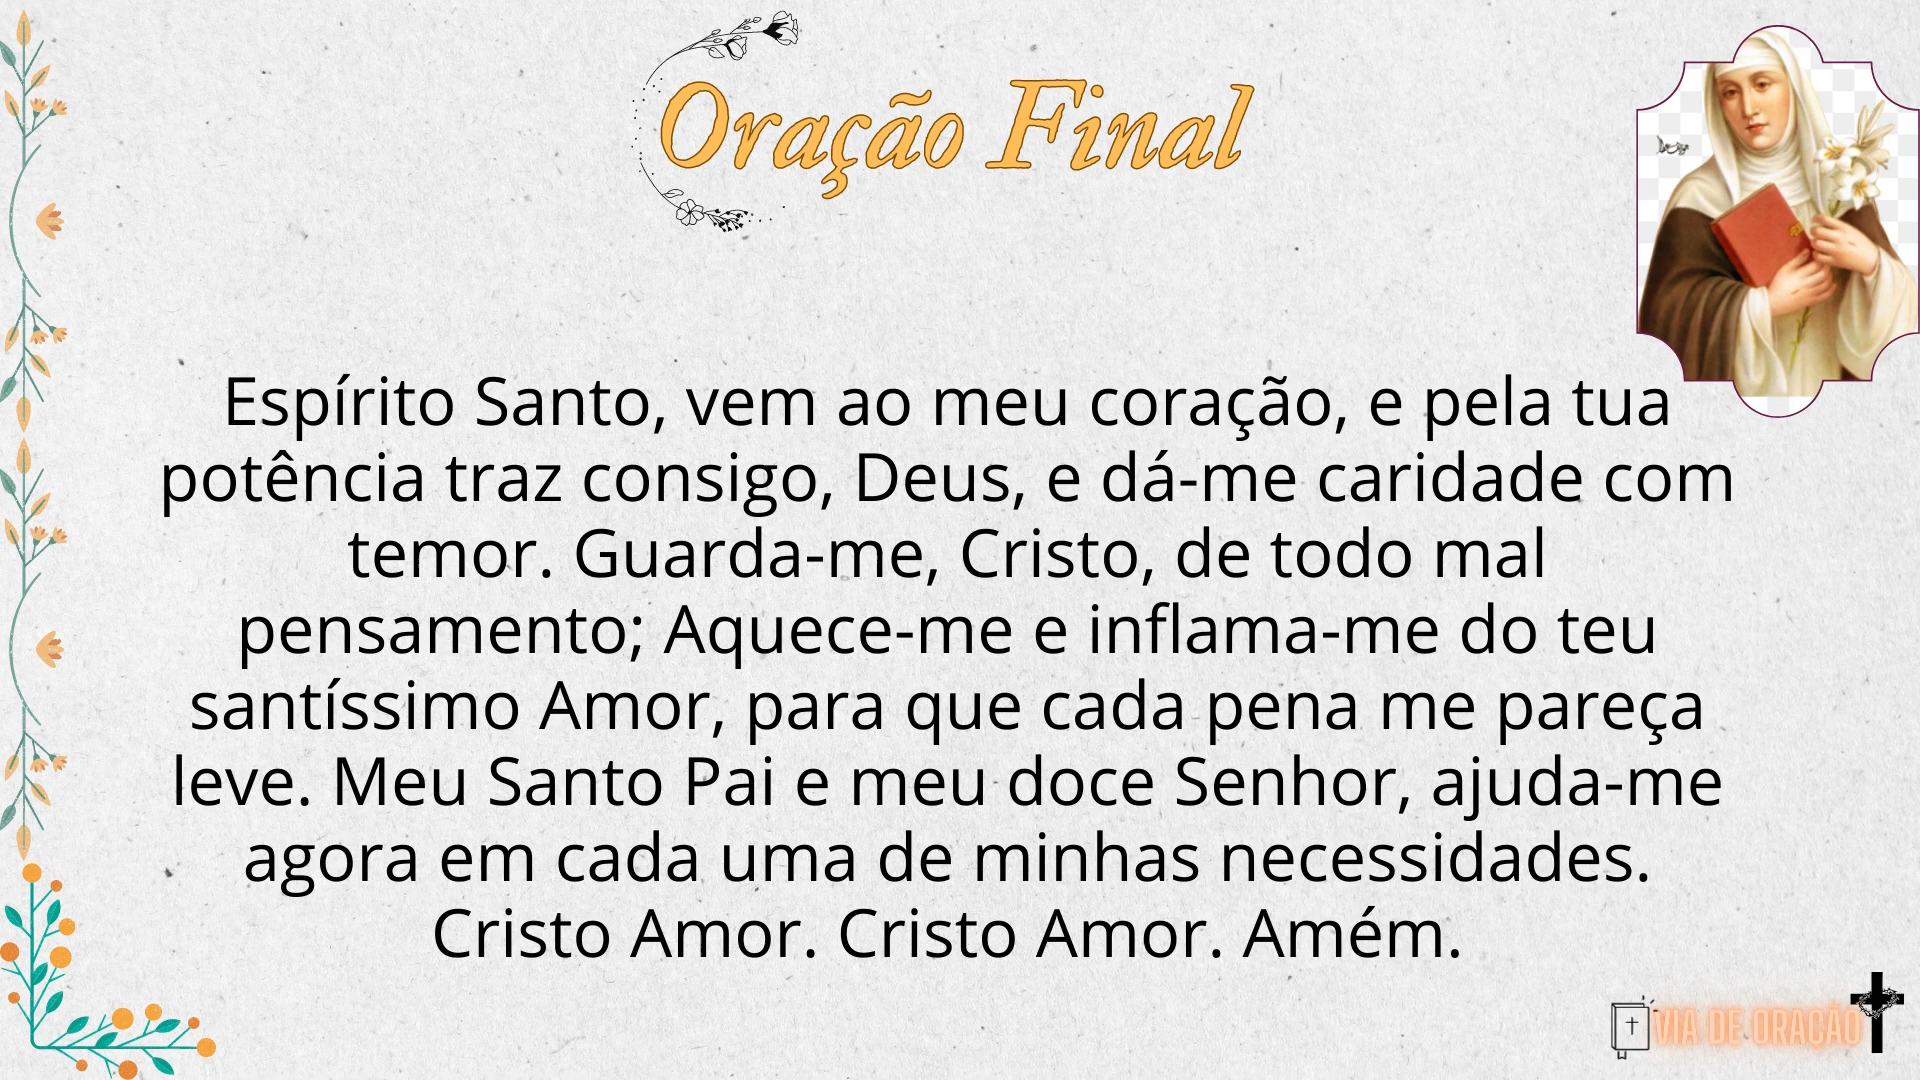 Oração Final
Espírito Santo, vem ao meu coração, e pela tua
potência traz consigo, Deus, e dá-me caridade com
temor. Guarda-me, Cristo, de todo mal
pensamento; Aquece-me e inflama-me do teu
santíssimo Amor, para que cada pena me pareça
leve. Meu Santo Pai e meu doce Senhor, ajuda-me
agora em cada uma de minhas necessidades.
Cristo Amor. Cristo Amor. Amém.
VIA DE ORAÇÃO